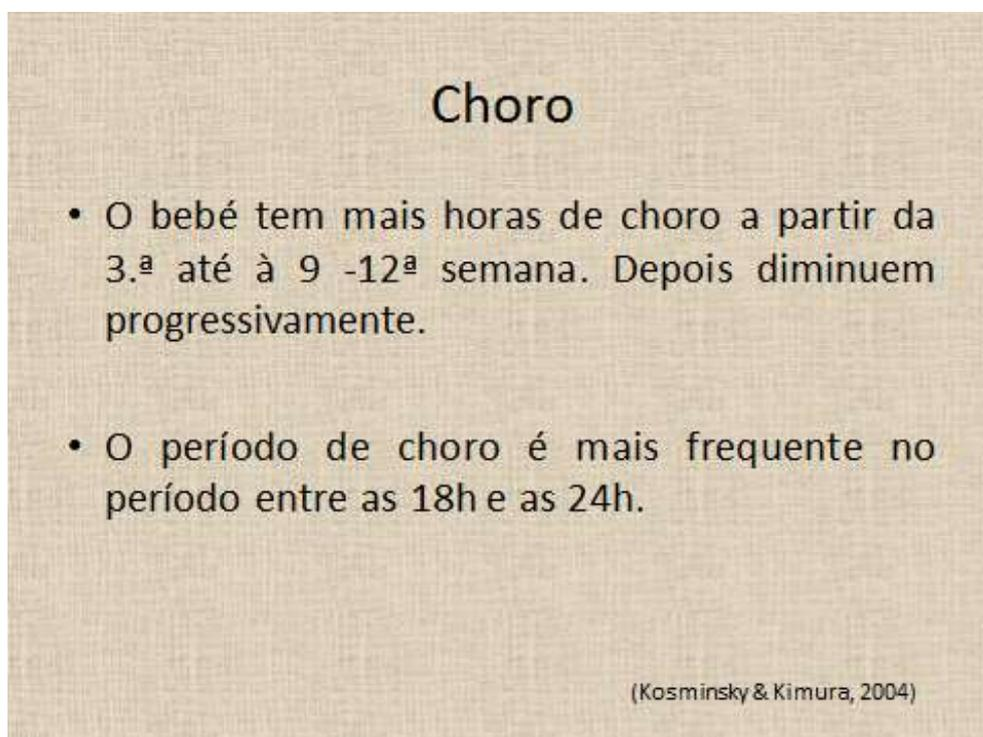 Choro
• O bebé tem mais horas de choro a partir da
3.ª até à 9 -12ª semana. Depois diminuem
progressivamente.
• O período de choro é mais frequente no
período entre as 18h e as 24h.
(Kosminsky & Kimura, 2004)